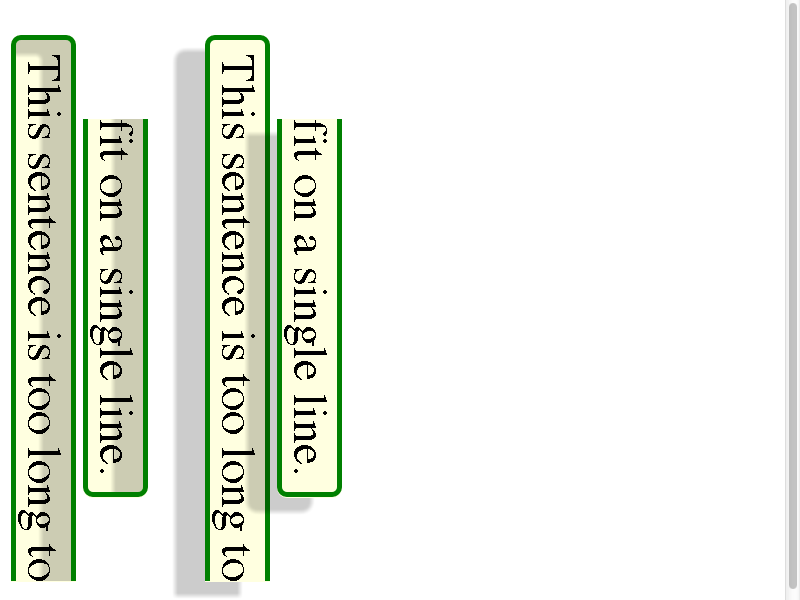 This sentence is too long to
fit on a single line.
This sentence is too long to
fit on a single line.